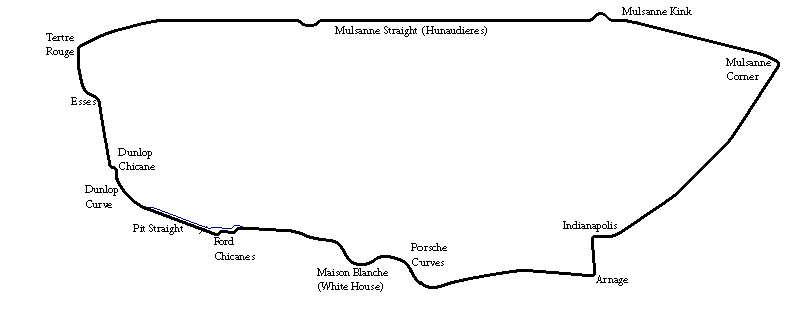 Mulsanne Kink
Mulsanne Straight (Hunaudieres)
Tertre
Rouge
Mulsanne
Corner
Esses
Dunlop
Chicane
Dunlop
Curve
Pit Straight
Ford
Chicanes
Indianapolis
Porsche
Curves
Maison Blanche
(White House)
Arnage